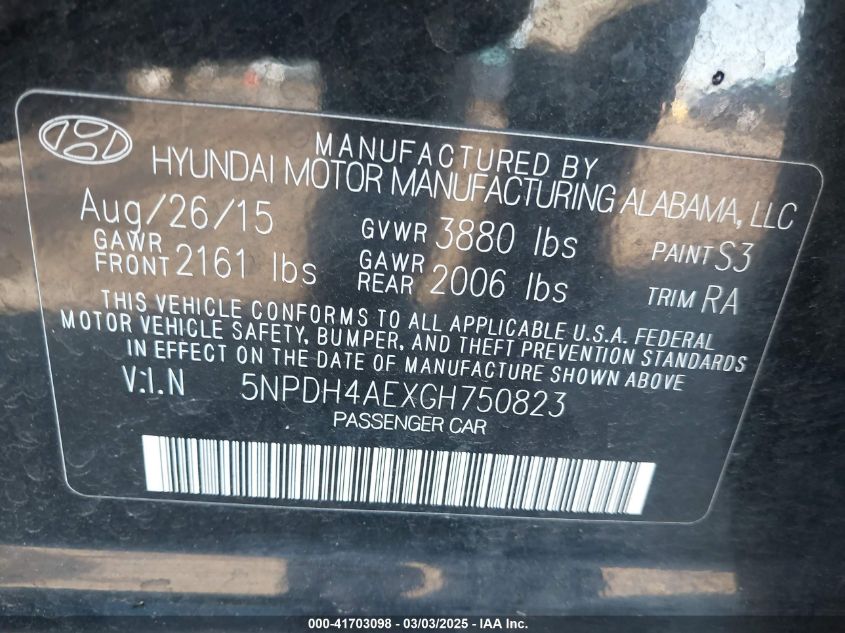 MANUFACTURED BY
HYUNDAI MOTOR MANUFACTURING ALABAMA, LLC
Aug/26/15 GVWR 3880 lbs PAINT S3
GAWR FRONT 2161 lbs GAWR REAR 2006 lbs TRIM RA
THIS VEHICLE CONFORMS TO ALL APPLICABLE U.S.A. FEDERAL
MOTOR VEHICLE SAFETY, BUMPER, AND THEFT PREVENTION STANDARDS
IN EFFECT ON THE DATE OF MANUFACTURE SHOWN ABOVE
V.I.N 5NPDH4AEXGH750823
PASSENGER CAR
000-41703098 - 03/03/2025 - IAA Inc.